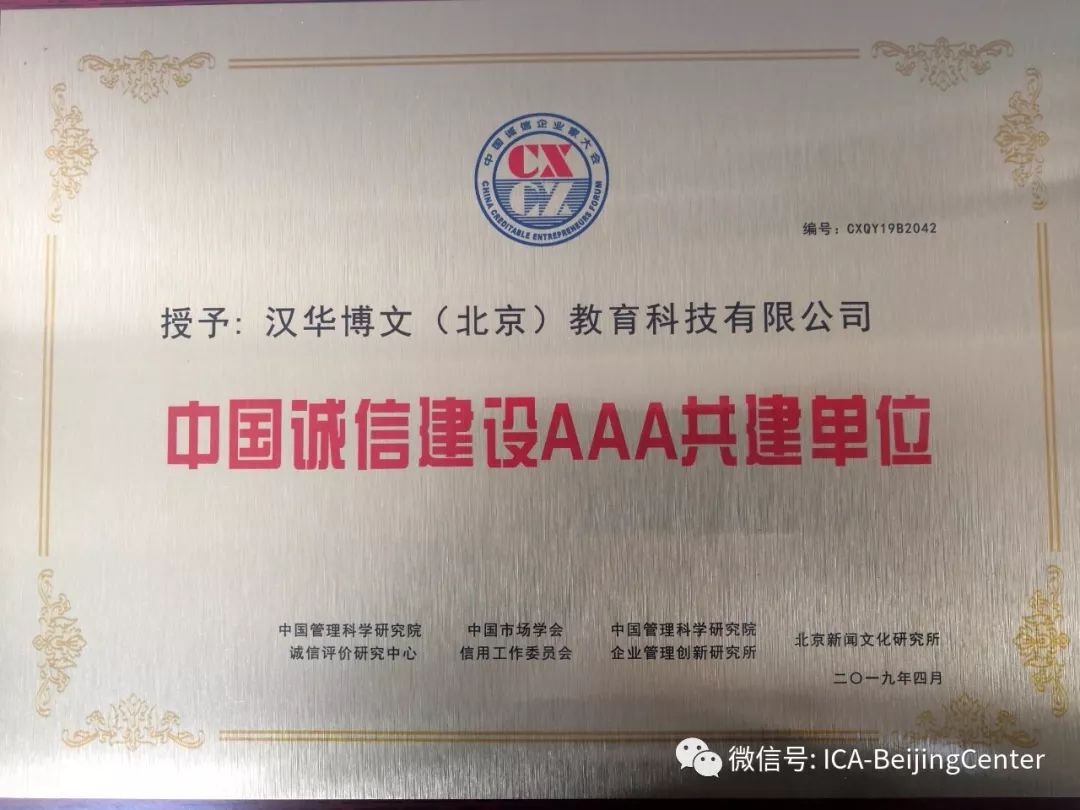 中国诚信企业家大会
CX
CZ
CHINA CREDITABLE ENTREPRENEURS FORUM
编号：CXQY19B2042
授予: 汉华博文（北京）教育科技有限公司
中国诚信建设AAA共建单位
中国管理科学研究院
诚信评价研究中心
中国市场学会
信用工作委员会
中国管理科学研究院
企业管理创新研究所
北京新闻文化研究所
二〇一九年四月
微信号: ICA-BeijingCenter